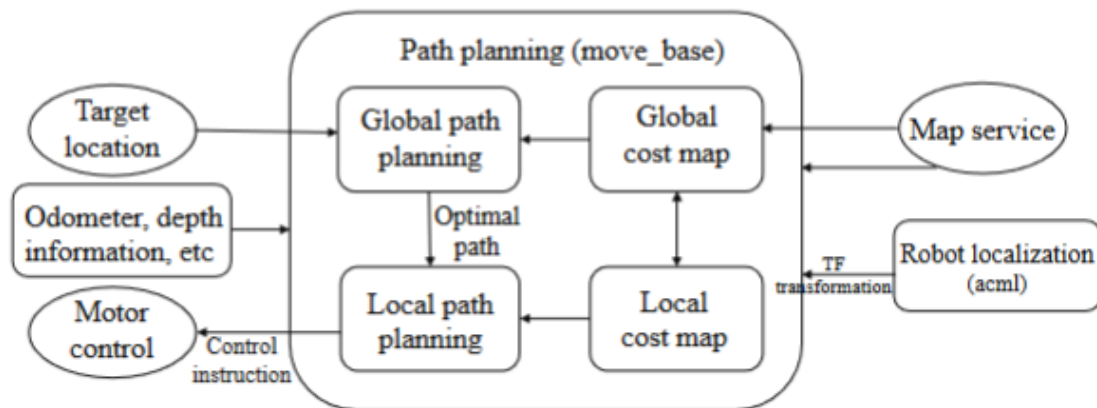 Path planning (move_base)
Target
location
Global path
planning
Global
cost map
Map service
Odometer, depth
information, etc
Optimal
path
TF
transformation
Robot localization
(acml)
Motor
control
Control
instruction
Local path
planning
Local
cost map